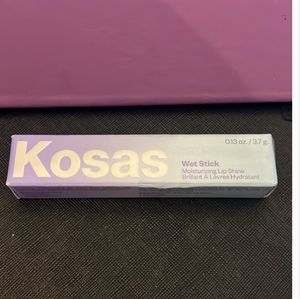 Kosas
0.13 oz. / 3.7 g.
Wet Stick
Moisturizing Lip Shine
Brillant À Lèvres Hydratant